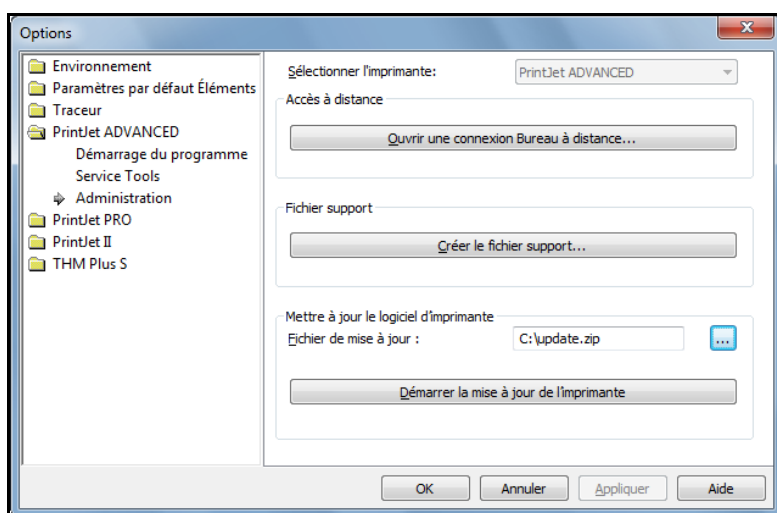 Options
Environnement
Paramètres par défaut Éléments
Traceur
PrintJet ADVANCED
Démarrage du programme
Service Tools
Administration
PrintJet PRO
PrintJet II
THM Plus S
Sélectionner l'imprimante: PrintJet ADVANCED
Accès à distance
Ouvrir une connexion Bureau à distance...
Fichier support
Créer le fichier support...
Mettre à jour le logiciel d'imprimante
Fichier de mise à jour : C:\update.zip ...
Démarrer la mise à jour de l'imprimante
OK Annuler Appliquer Aide